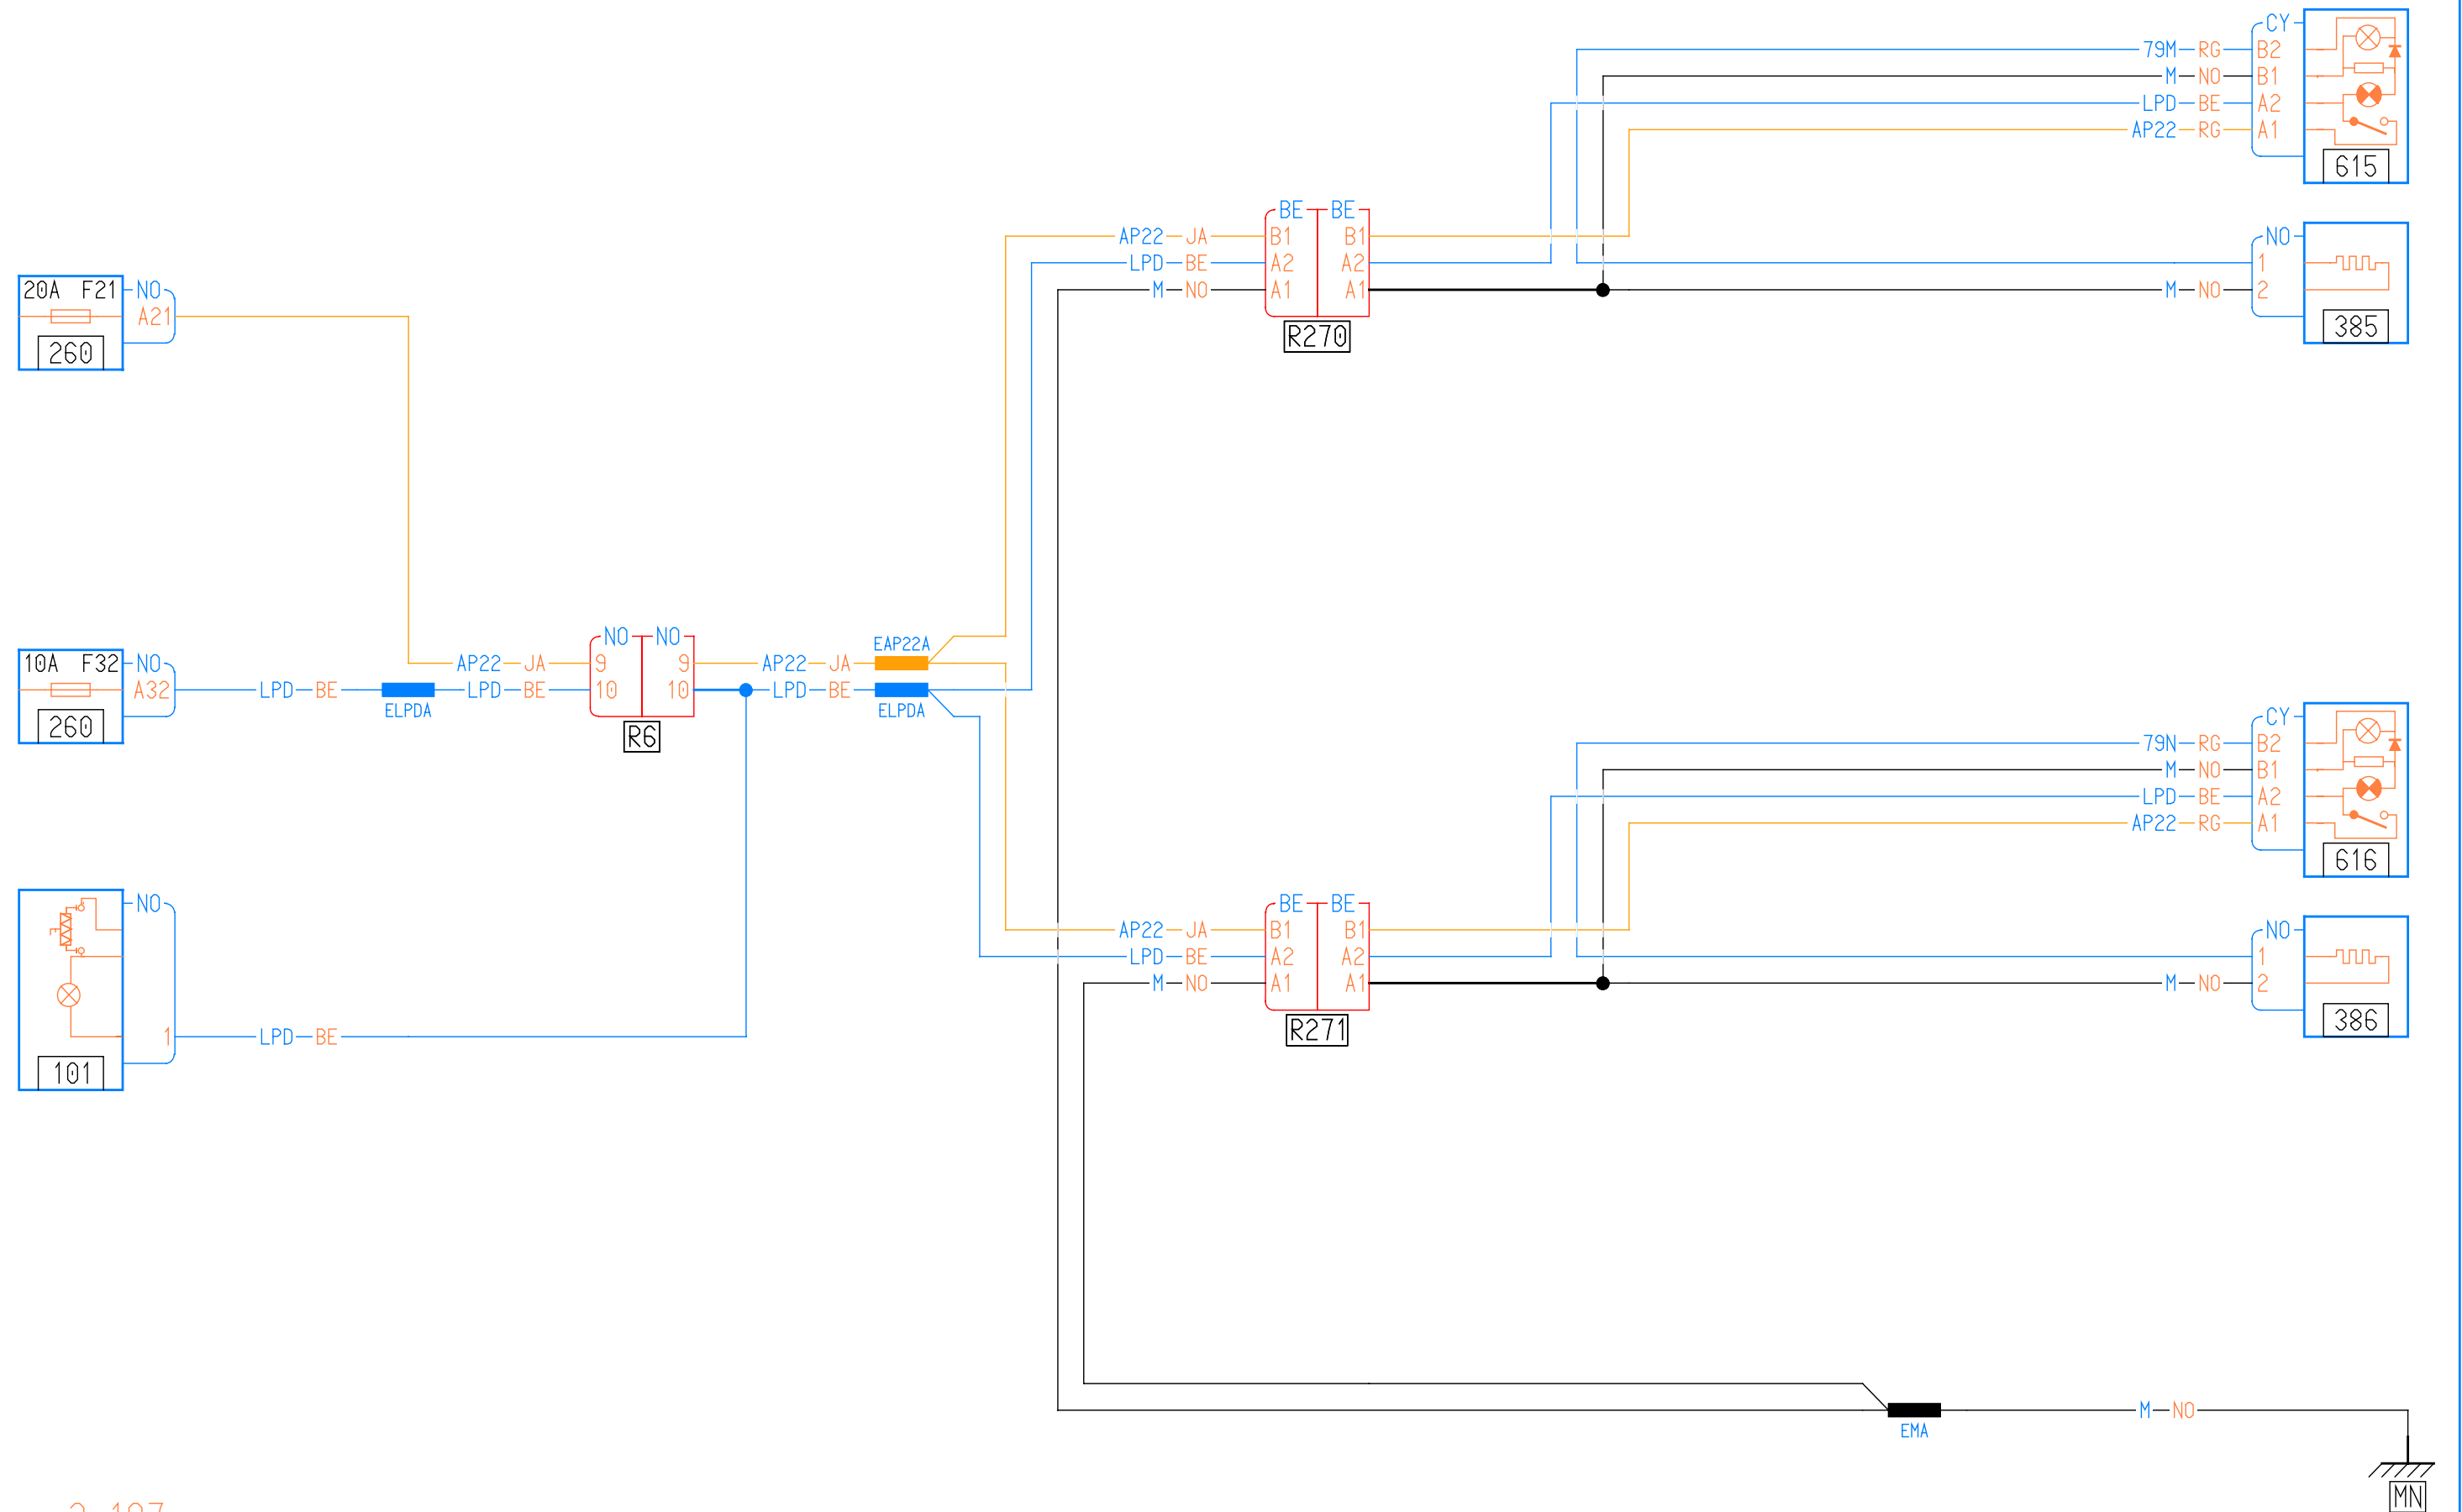 CY
79M RG B2
M NO B1
LPD BE A2
AP22 RG A1
615
BE BE
AP22 JA B1 B1
LPD BE A2 A2
M NO A1 A1
R270
NO
1
M NO 2
385
20A F21 NO
A21
260
10A F32 NO
LPD BE A32
260
ELPDA
NO NO
AP22 JA 9 9 AP22 JA
LPD BE 10 10 LPD BE
R6
EAP22A
ELPDA
CY
79N RG B2
M NO B1
LPD BE A2
AP22 RG A1
616
NO
1 LPD BE
101
BE BE
AP22 JA B1 B1
LPD BE A2 A2
M NO A1 A1
R271
NO
1
M NO 2
386
EMA
M NO
MN